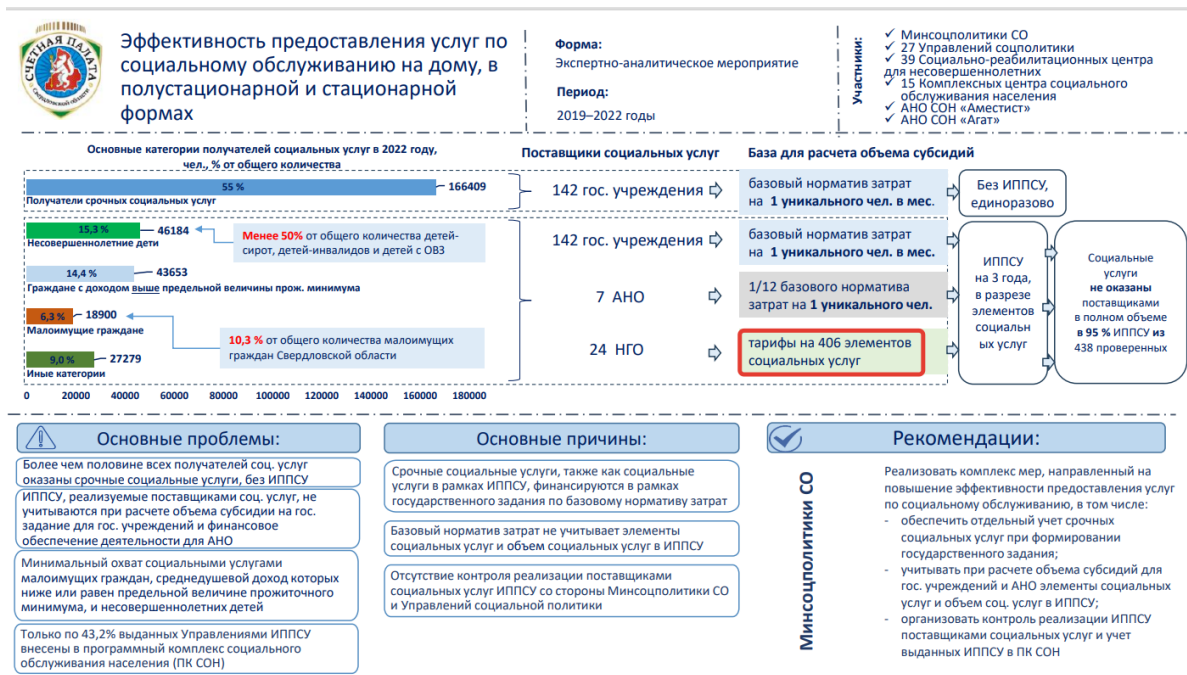 СЧЕТНАЯ ПАЛАТА
Свердловской области
Эффективность предоставления услуг по
социальному обслуживанию на дому, в
полустационарной и стационарной
формах
Форма:
Экспертно-аналитическое мероприятие
Период:
2019–2022 годы
Участники:
✓ Минсоцполитики СО
✓ 27 Управлений соцполитики
✓ 39 Социально-реабилитационных центра
для несовершеннолетних
✓ 15 Комплексных центра социального
обслуживания населения
✓ АНО СОН «Аместист»
✓ АНО СОН «Агат»
Основные категории получателей социальных услуг в 2022 году,
чел., % от общего количества
55 %
166409
Получатели срочных социальных услуг
15,3 %
46184
Несовершеннолетние дети
Менее 50% от общего количества детей-
сирот, детей-инвалидов и детей с ОВЗ
14,4 %
43653
Граждане с доходом выше предельной величины прож. минимума
6,3 %
18900
Малоимущие граждане
10,3 % от общего количества малоимущих
граждан Свердловской области
9,0 %
27279
Иные категории
0 20000 40000 60000 80000 100000 120000 140000 160000 180000
Поставщики социальных услуг
142 гос. учреждения
142 гос. учреждения
7 АНО
24 НГО
База для расчета объема субсидий
базовый норматив затрат
на 1 уникального чел. в мес.
базовый норматив затрат
на 1 уникального чел. в мес.
1/12 базового норматива
затрат на 1 уникального чел.
тарифы на 406 элементов
социальных услуг
Без ИППСУ,
единоразово
ИППСУ
на 3 года,
в разрезе
элементов
социальн
ых услуг
Социальные
услуги
не оказаны
поставщиками
в полном объеме
в 95 % ИППСУ из
438 проверенных
Основные проблемы:
Более чем половине всех получателей соц. услуг
оказаны срочные социальные услуги, без ИППСУ
ИППСУ, реализуемые поставщиками соц. услуг, не
учитываются при расчете объема субсидии на гос.
задание для гос. учреждений и финансовое
обеспечение деятельности для АНО
Минимальный охват социальными услугами
малоимущих граждан, среднедушевой доход которых
ниже или равен предельной величине прожиточного
минимума, и несовершеннолетних детей
Только по 43,2% выданных Управлениями ИППСУ
внесены в программный комплекс социального
обслуживания населения (ПК СОН)
Основные причины:
Срочные социальные услуги, также как социальные
услуги в рамках ИППСУ, финансируются в рамках
государственного задания по базовому нормативу затрат
Базовый норматив затрат не учитывает элементы
социальных услуг и объем социальных услуг в ИППСУ
Отсутствие контроля реализации поставщиками
социальных услуг ИППСУ со стороны Минсоцполитики СО
и Управлений социальной политики
Рекомендации:
Минсоцполитики СО
Реализовать комплекс мер, направленный на
повышение эффективности предоставления услуг
по социальному обслуживанию, в том числе:
- обеспечить отдельный учет срочных
социальных услуг при формировании
государственного задания;
- учитывать при расчете объема субсидий для
гос. учреждений и АНО элементы социальных
услуг и объем соц. услуг в ИППСУ;
- организовать контроль реализации ИППСУ
поставщиками социальных услуг и учет
выданных ИППСУ в ПК СОН